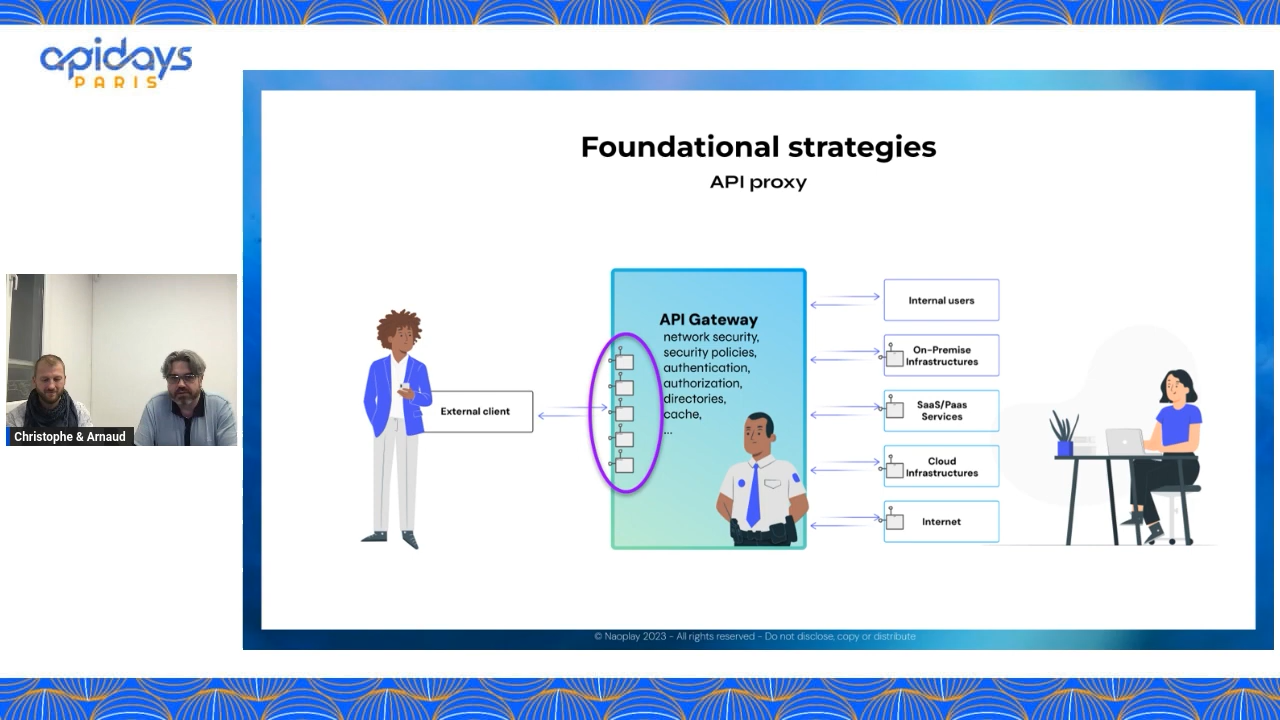 apidays
PARIS
Foundational strategies
API proxy
API Gateway
network security,
security policies,
authentication,
authorization,
directories,
cache,
...
External client
Internal users
On-Premise
Infrastructures
SaaS/Paas
Services
Cloud
Infrastructures
Internet
Christophe & Arnaud
© Naoplay 2023 - All rights reserved - Do not disclose, copy or distribute